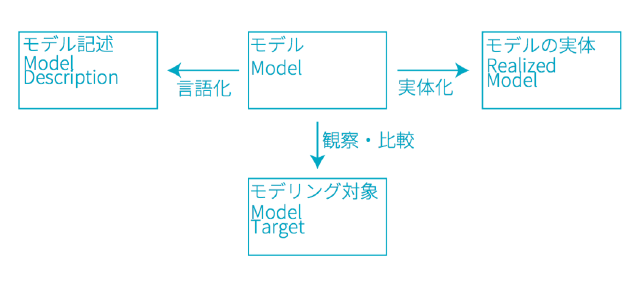 モデル記述
Model
Description
言語化
モデル
Model
実体化
モデルの実体
Realized
Model
観察・比較
モデリング対象
Model
Target